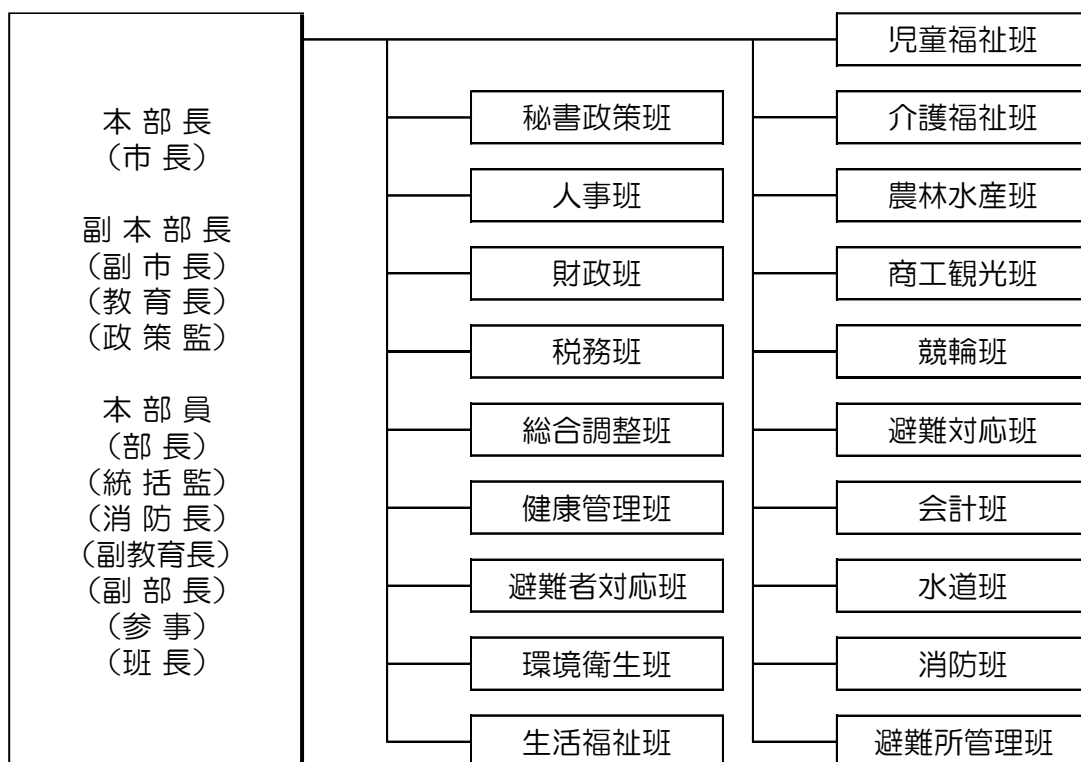 本 部 長
（市 長）
副 本 部 長
（副 市 長）
（教 育 長）
（政 策 監）
本 部 員
（部 長）
（統 括 監）
（消 防 長）
（副教育長）
（副 部 長）
（参 事）
（班 長）
秘書政策班
人事班
財政班
税務班
総合調整班
健康管理班
避難者対応班
環境衛生班
生活福祉班
児童福祉班
介護福祉班
農林水産班
商工観光班
競輪班
避難対応班
会計班
水道班
消防班
避難所管理班